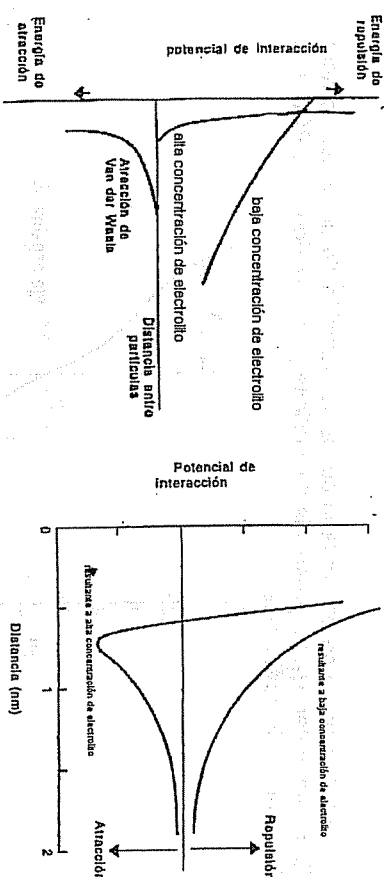 Energía de
repulsión
potencial de interacción
Energía de
atracción
baja concentración de electrolito
alta concentración de electrolito
Atracción de
Van der Waals
Distancia entro
partículas
Potencial de
interacción
resultante a baja concentración de electrolito
resultante a alta concentración de electrolito
Repulsión
Atracción
0
1
2
Distancia (nm)